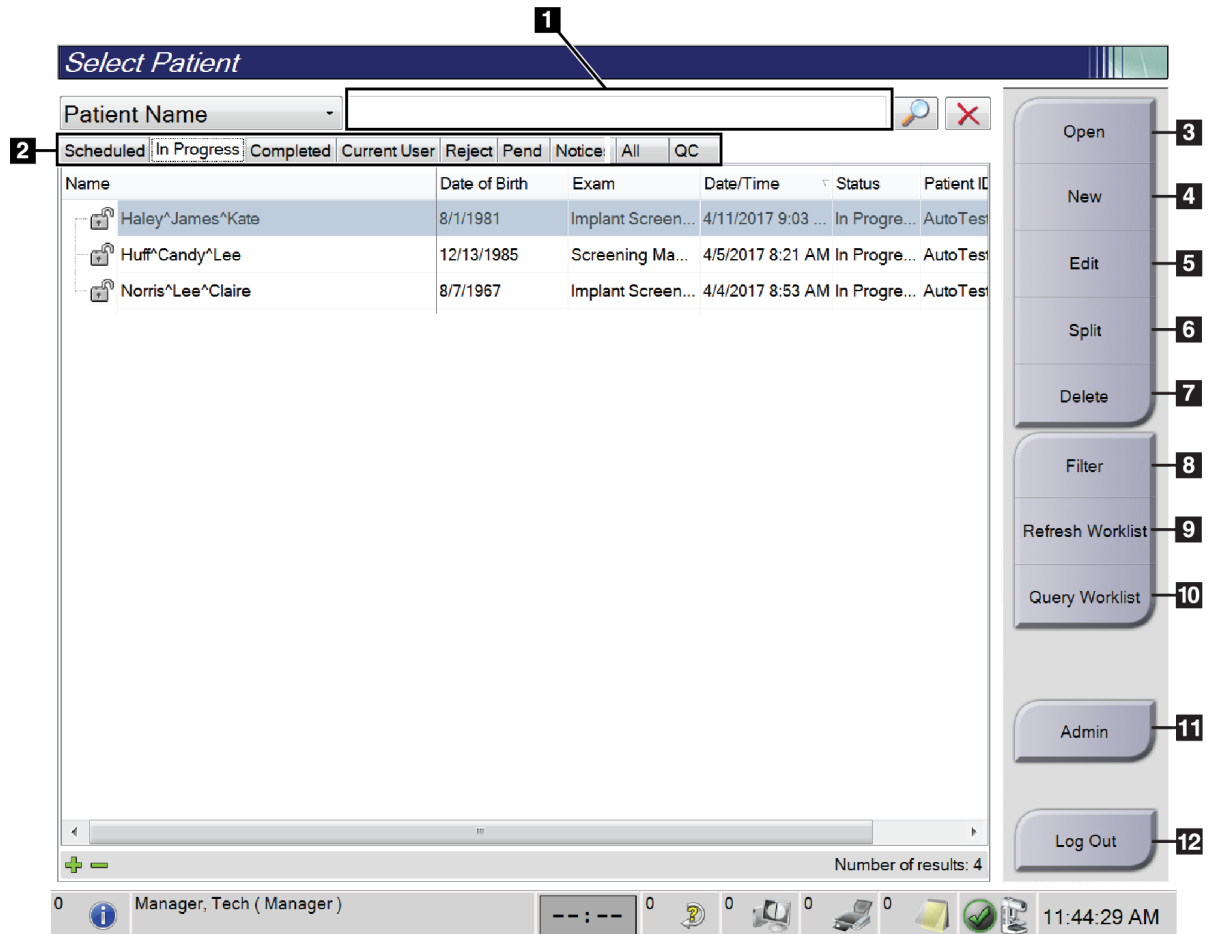 1
Select Patient
Patient Name
2
Scheduled In Progress Completed Current User Reject Pend Notice All QC
Name Date of Birth Exam Date/Time Status Patient ID
Haley^James^Kate 8/1/1981 Implant Screen... 4/11/2017 9:03 ... In Progre... AutoTest
Huff^Candy^Lee 12/13/1985 Screening Ma... 4/5/2017 8:21 AM In Progre... AutoTest
Norris^Lee^Claire 8/7/1967 Implant Screen... 4/4/2017 8:53 AM In Progre... AutoTest
Number of results: 4
Open 3
New 4
Edit 5
Split 6
Delete 7
Filter 8
Refresh Worklist 9
Query Worklist 10
Admin 11
Log Out 12
0 Manager, Tech ( Manager ) --:-- 0 0 0 0 11:44:29 AM